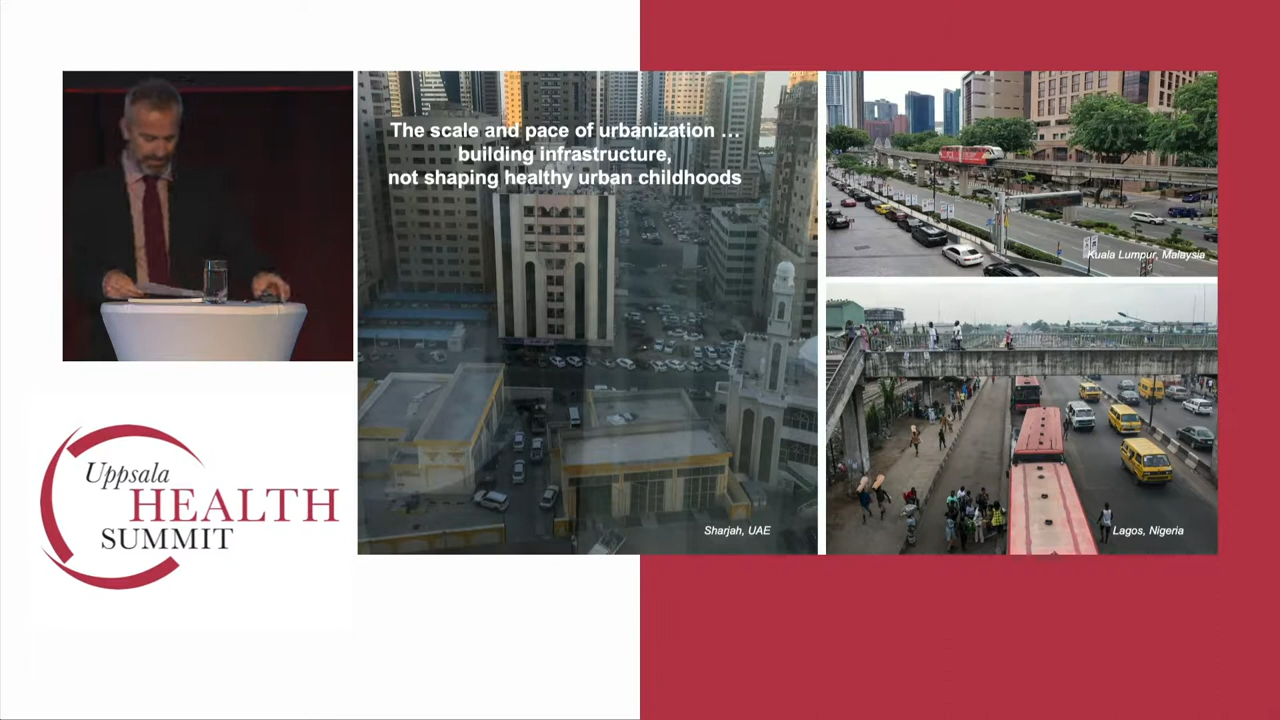 The scale and pace of urbanization …
building infrastructure,
not shaping healthy urban childhoods
Kuala Lumpur, Malaysia
Sharjah, UAE
Lagos, Nigeria
Uppsala
HEALTH
SUMMIT